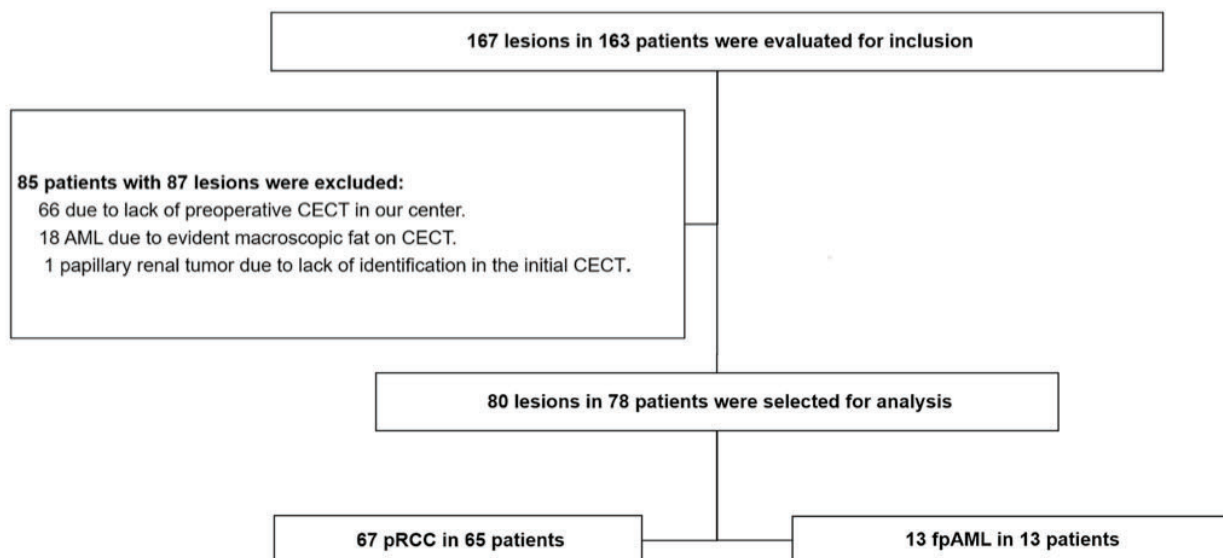 167 lesions in 163 patients were evaluated for inclusion
85 patients with 87 lesions were excluded:
66 due to lack of preoperative CECT in our center.
18 AML due to evident macroscopic fat on CECT.
1 papillary renal tumor due to lack of identification in the initial CECT.
80 lesions in 78 patients were selected for analysis
67 pRCC in 65 patients
13 fpAML in 13 patients